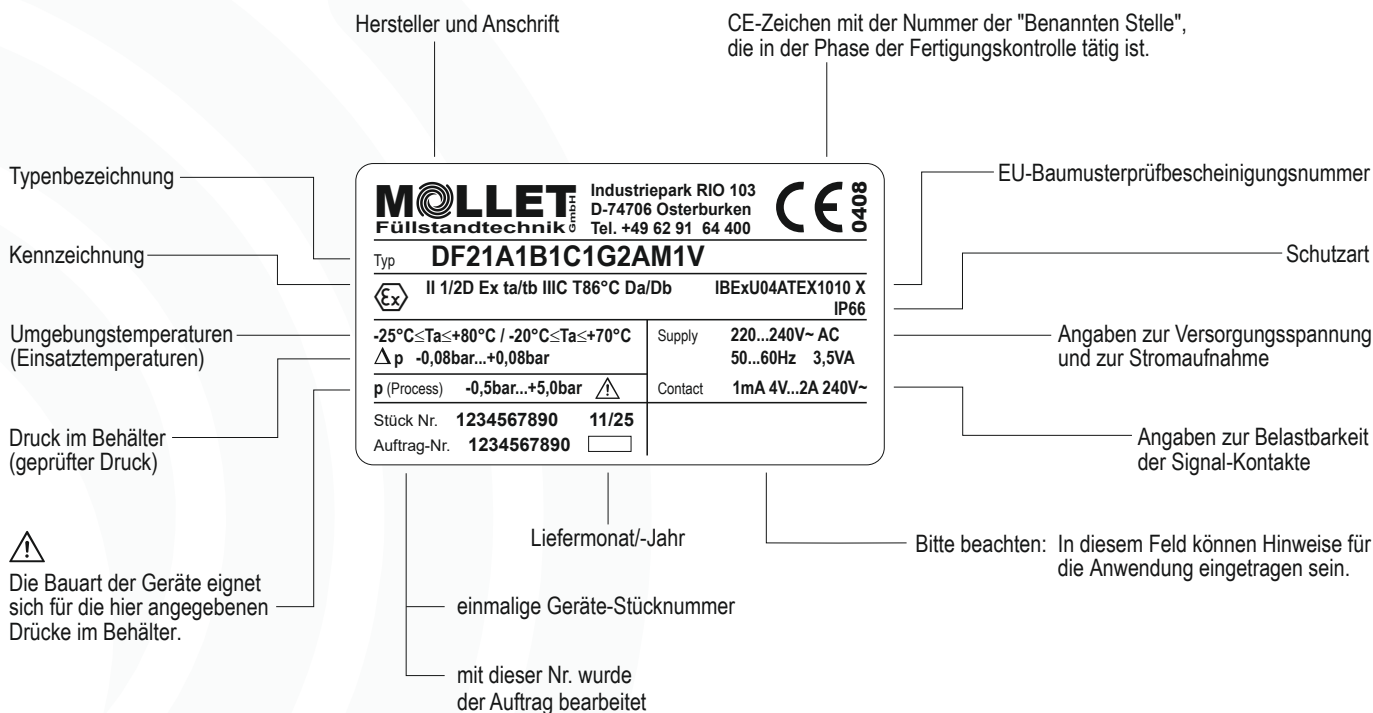 Hersteller und Anschrift
CE-Zeichen mit der Nummer der "Benannten Stelle",
die in der Phase der Fertigungskontrolle tätig ist.
Typenbezeichnung
Kennzeichnung
Umgebungstemperaturen
(Einsatztemperaturen)
Druck im Behälter
(geprüfter Druck)
Die Bauart der Geräte eignet
sich für die hier angegebenen
Drücke im Behälter.
MOLLET
Füllstandtechnik GmbH
Industriepark RIO 103
D-74706 Osterburken
Tel. +49 62 91 64 400
CE 0408
Typ DF21A1B1C1G2AM1V
Ex II 1/2D Ex ta/tb IIIC T86°C Da/Db IBExU04ATEX1010 X
IP66
-25°C≤Ta≤+80°C / -20°C≤Ta≤+70°C
Δ p -0,08bar...+0,08bar
p (Process) -0,5bar...+5,0bar
Supply 220...240V~ AC
50...60Hz 3,5VA
Contact 1mA 4V...2A 240V~
Stück Nr. 1234567890 11/25
Auftrag-Nr. 1234567890
EU-Baumusterprüfbescheinigungsnummer
Schutzart
Angaben zur Versorgungsspannung
und zur Stromaufnahme
Angaben zur Belastbarkeit
der Signal-Kontakte
Bitte beachten: In diesem Feld können Hinweise für
die Anwendung eingetragen sein.
Liefermonat/-Jahr
einmalige Geräte-Stücknummer
mit dieser Nr. wurde
der Auftrag bearbeitet